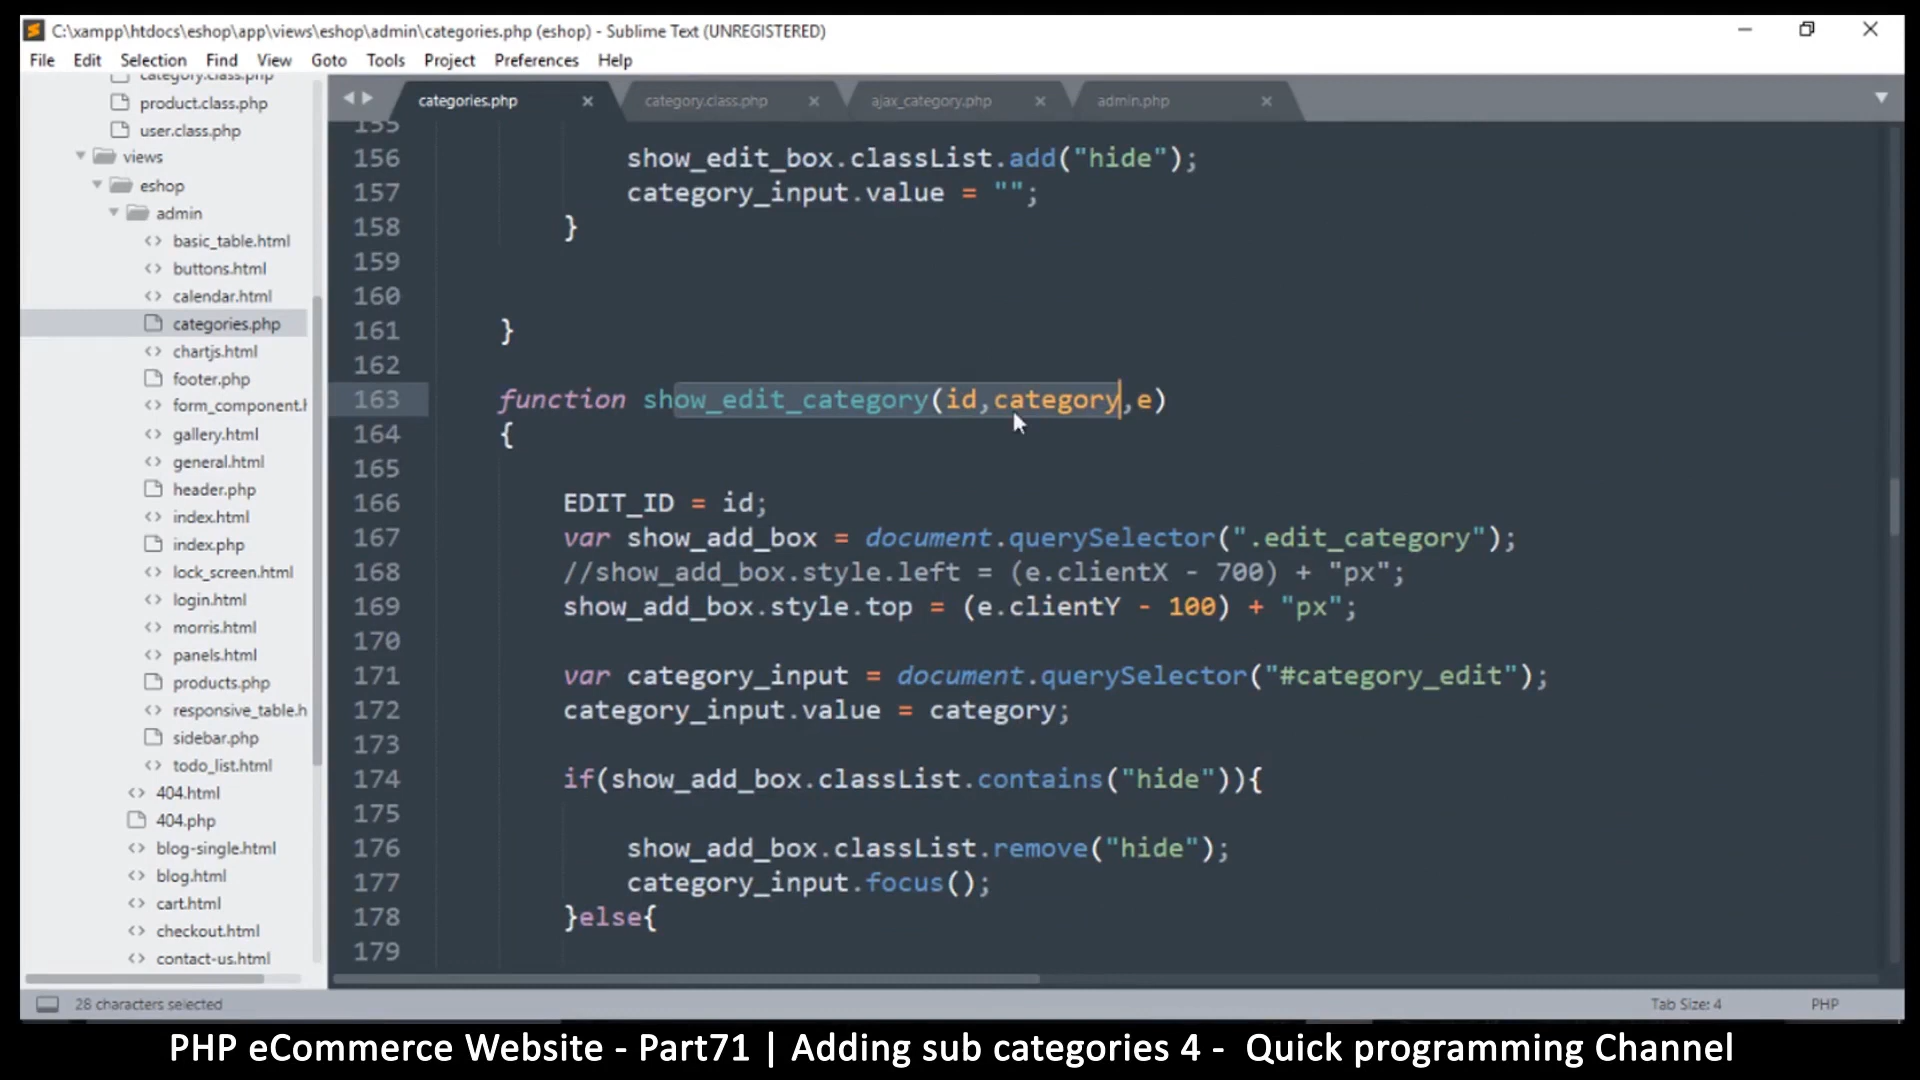 C:\xampp\htdocs\eshop\app\views\eshop\admin\categories.php (eshop) - Sublime Text (UNREGISTERED)
File Edit Selection Find View Goto Tools Project Preferences Help
category.class.php
product.class.php
user.class.php
views
eshop
admin
basic_table.html
buttons.html
calendar.html
categories.php
chartjs.html
footer.php
form_component.h
gallery.html
general.html
header.php
index.html
index.php
lock_screen.html
login.html
morris.html
panels.html
products.php
responsive_table.h
sidebar.php
todo_list.html
404.html
404.php
blog-single.html
blog.html
cart.html
checkout.html
contact-us.html
categories.php category.class.php ajax_category.php admin.php
155
156 show_edit_box.classList.add("hide");
157 category_input.value = "";
158 }
159
160
161 }
162
163 function show_edit_category(id,category,e)
164 {
165
166 EDIT_ID = id;
167 var show_add_box = document.querySelector(".edit_category");
168 //show_add_box.style.left = (e.clientX - 700) + "px";
169 show_add_box.style.top = (e.clientY - 100) + "px";
170
171 var category_input = document.querySelector("#category_edit");
172 category_input.value = category;
173
174 if(show_add_box.classList.contains("hide")){
175
176 show_add_box.classList.remove("hide");
177 category_input.focus();
178 }else{
179
28 characters selected Tab Size: 4 PHP
PHP eCommerce Website - Part71 | Adding sub categories 4 - Quick programming Channel